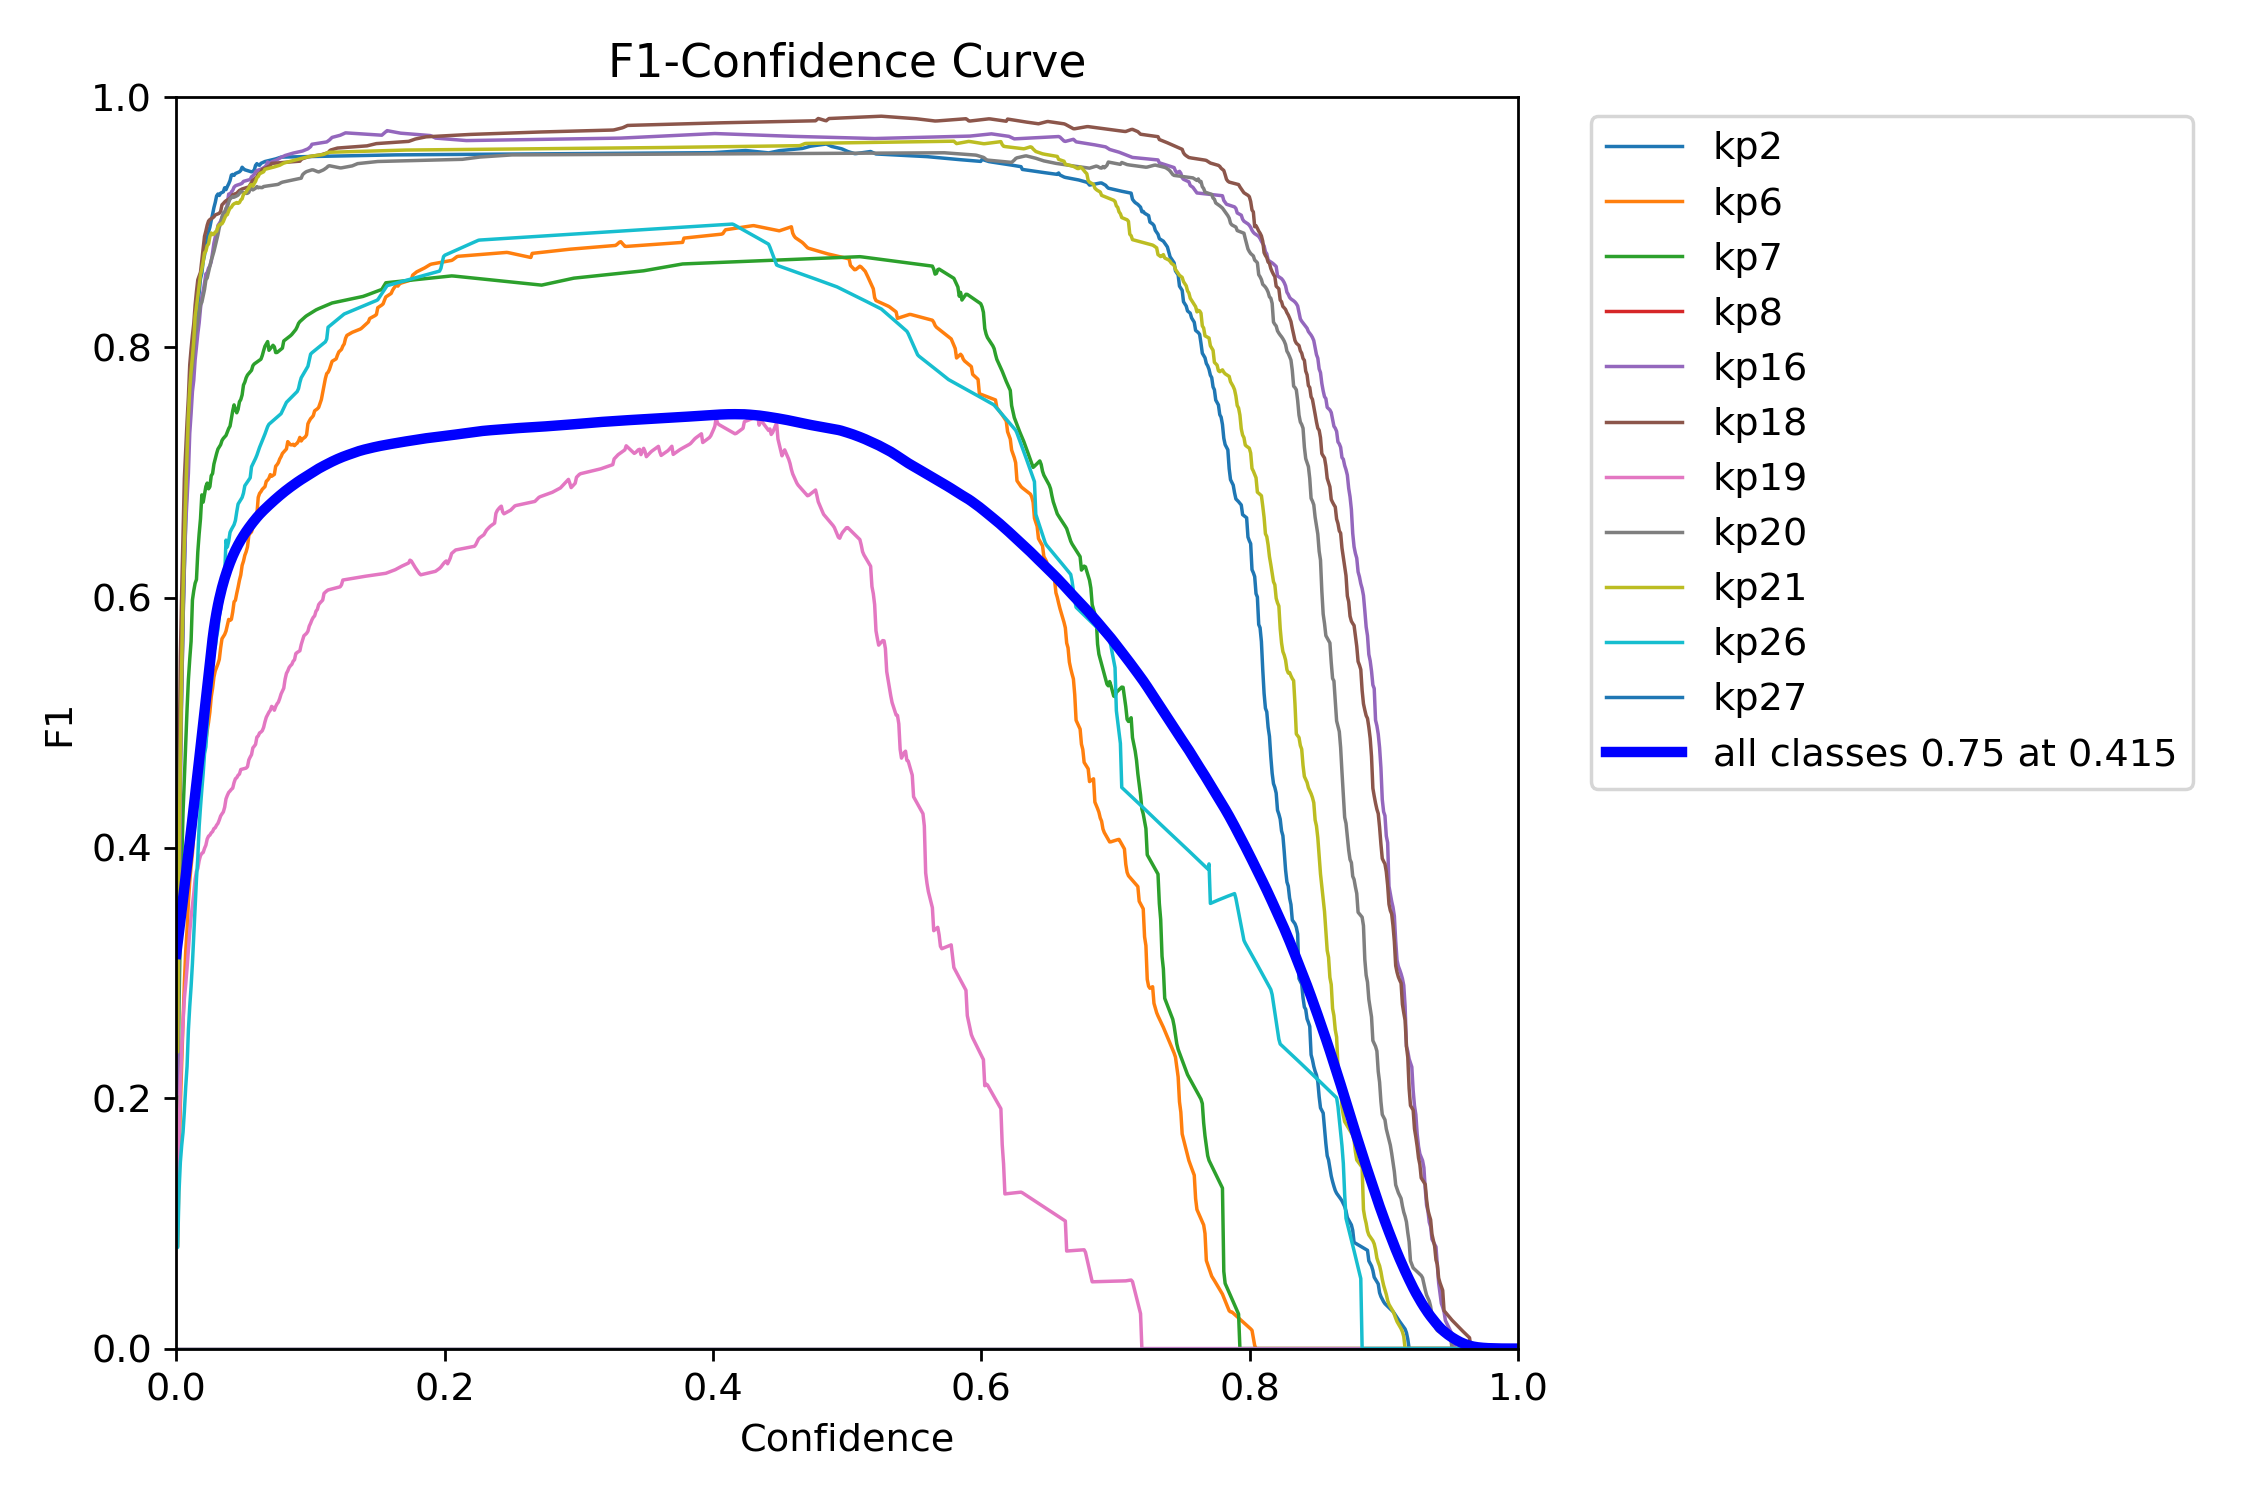 F1-Confidence Curve
1.0
0.8
0.6
0.4
0.2
0.0
F1
0.0 0.2 0.4 0.6 0.8 1.0
Confidence
kp2
kp6
kp7
kp8
kp16
kp18
kp19
kp20
kp21
kp26
kp27
all classes 0.75 at 0.415